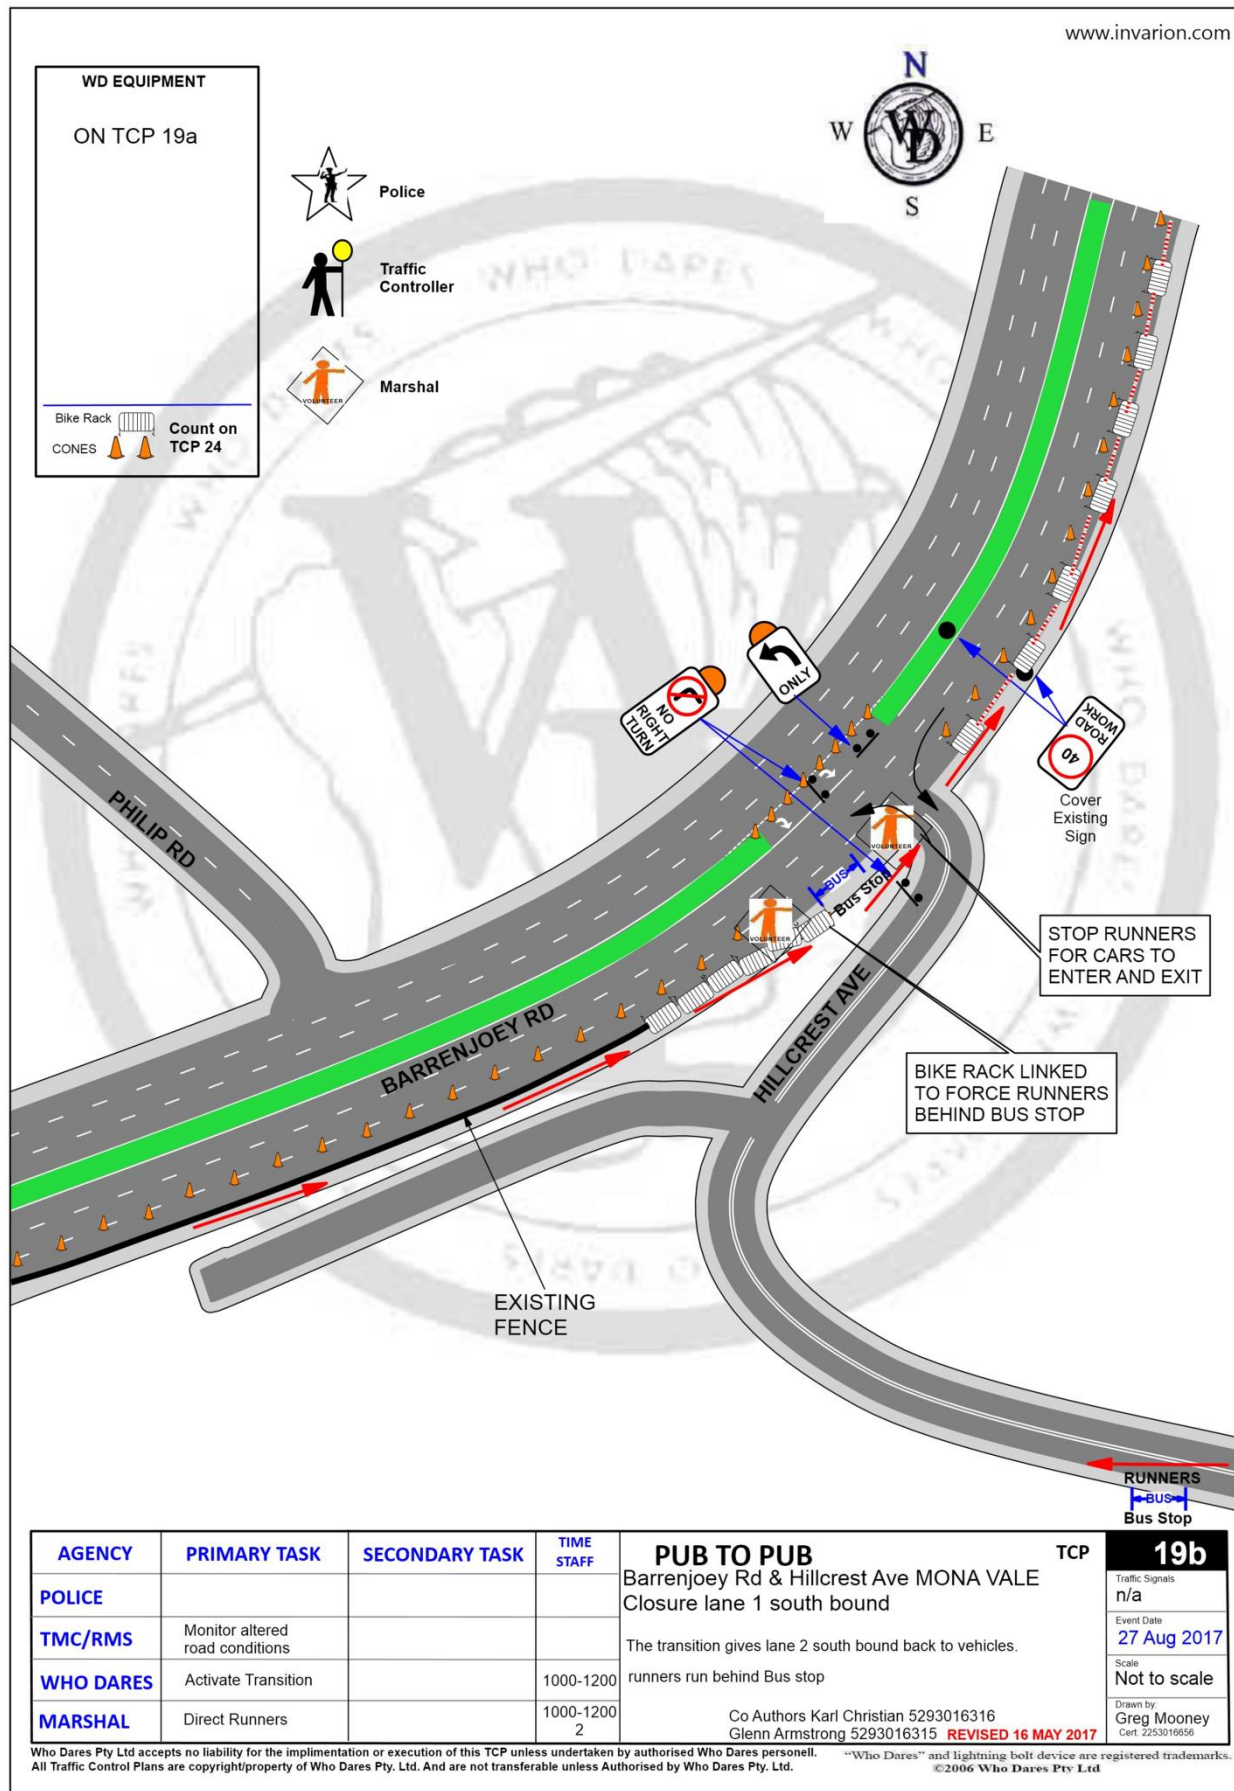 www.invarion.com
WD EQUIPMENT
ON TCP 19a
Bike Rack
CONES
Count on
TCP 24
Police
Traffic
Controller
VOLUNTEER
Marshal
N
W
WD
E
S
WHO DARES
ONLY
NO
RIGHT
TURN
40
ROAD
WORK
Cover
Existing
Sign
PHILIP RD
VOLUNTEER
BUS
Bus Stop
VOLUNTEER
STOP RUNNERS
FOR CARS TO
ENTER AND EXIT
BARRENJOEY RD
HILLCREST AVE
BIKE RACK LINKED
TO FORCE RUNNERS
BEHIND BUS STOP
EXISTING
FENCE
RUNNERS
BUS
Bus Stop
AGENCY PRIMARY TASK SECONDARY TASK TIME
STAFF
POLICE
TMC/RMS Monitor altered
road conditions
WHO DARES Activate Transition 1000-1200
MARSHAL Direct Runners 1000-1200
2
PUB TO PUB TCP 19b
Barrenjoey Rd & Hillcrest Ave MONA VALE
Closure lane 1 south bound
The transition gives lane 2 south bound back to vehicles.
runners run behind Bus stop
Co Authors Karl Christian 5293016316
Glenn Armstrong 5293016315 REVISED 16 MAY 2017
Traffic Signals
n/a
Event Date
27 Aug 2017
Scale
Not to scale
Drawn by:
Greg Mooney
Cert: 2253016656
Who Dares Pty Ltd accepts no liability for the implimentation or execution of this TCP unless undertaken by authorised Who Dares personell.
All Traffic Control Plans are copyright/property of Who Dares Pty. Ltd. And are not transferable unless Authorised by Who Dares Pty. Ltd.
“Who Dares” and lightning bolt device are registered trademarks.
©2006 Who Dares Pty Ltd